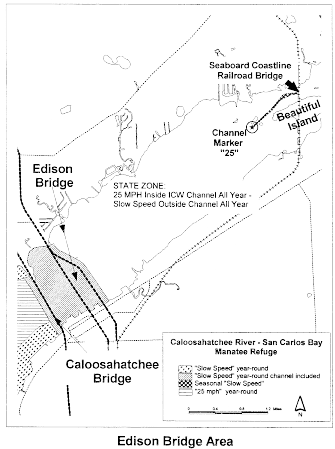 Seaboard Coastline
Railroad Bridge
Beautiful
Island
Channel
Marker
"25"
Edison
Bridge
STATE ZONE:
25 MPH Inside ICW Channel All Year -
Slow Speed Outside Channel All Year
Caloosahatchee
Bridge
Caloosahatchee River - San Carlos Bay
Manatee Refuge
"Slow Speed" year-round
"Slow Speed" year-round channel included
Seasonal "Slow Speed"
"25 mph" year-round
N
Edison Bridge Area